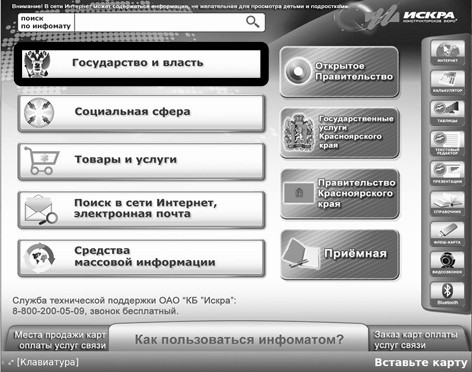 Внимание! В сети Интернет может содержаться информация, не желательная для просмотра детьми и подростками.
поиск
по инфомату
ИСКРА
КОНСТРУКТОРСКОЕ БЮРО
Государство и власть
Социальная сфера
Товары и услуги
Поиск в сети Интернет,
электронная почта
Средства
массовой информации
Открытое
Правительство
Государственные
услуги
Красноярского
края
Правительство
Красноярского
края
Приёмная
ИНТЕРНЕТ
КАЛЬКУЛЯТОР
ТАБЛИЦЫ
ТЕКСТОВЫЙ
РЕДАКТОР
ПРЕЗЕНТАЦИИ
СПРАВОЧНИК
ФЛЕШ-КАРТА
ВИДЕОЗВОНОК
Bluetooth
Служба технической поддержки ОАО "КБ "Искра":
8-800-200-05-09, звонок бесплатный.
Места продажи карт
оплаты услуг связи
Как пользоваться инфоматом?
Заказ карт оплаты
услуг связи
[Клавиатура]
Вставьте карту